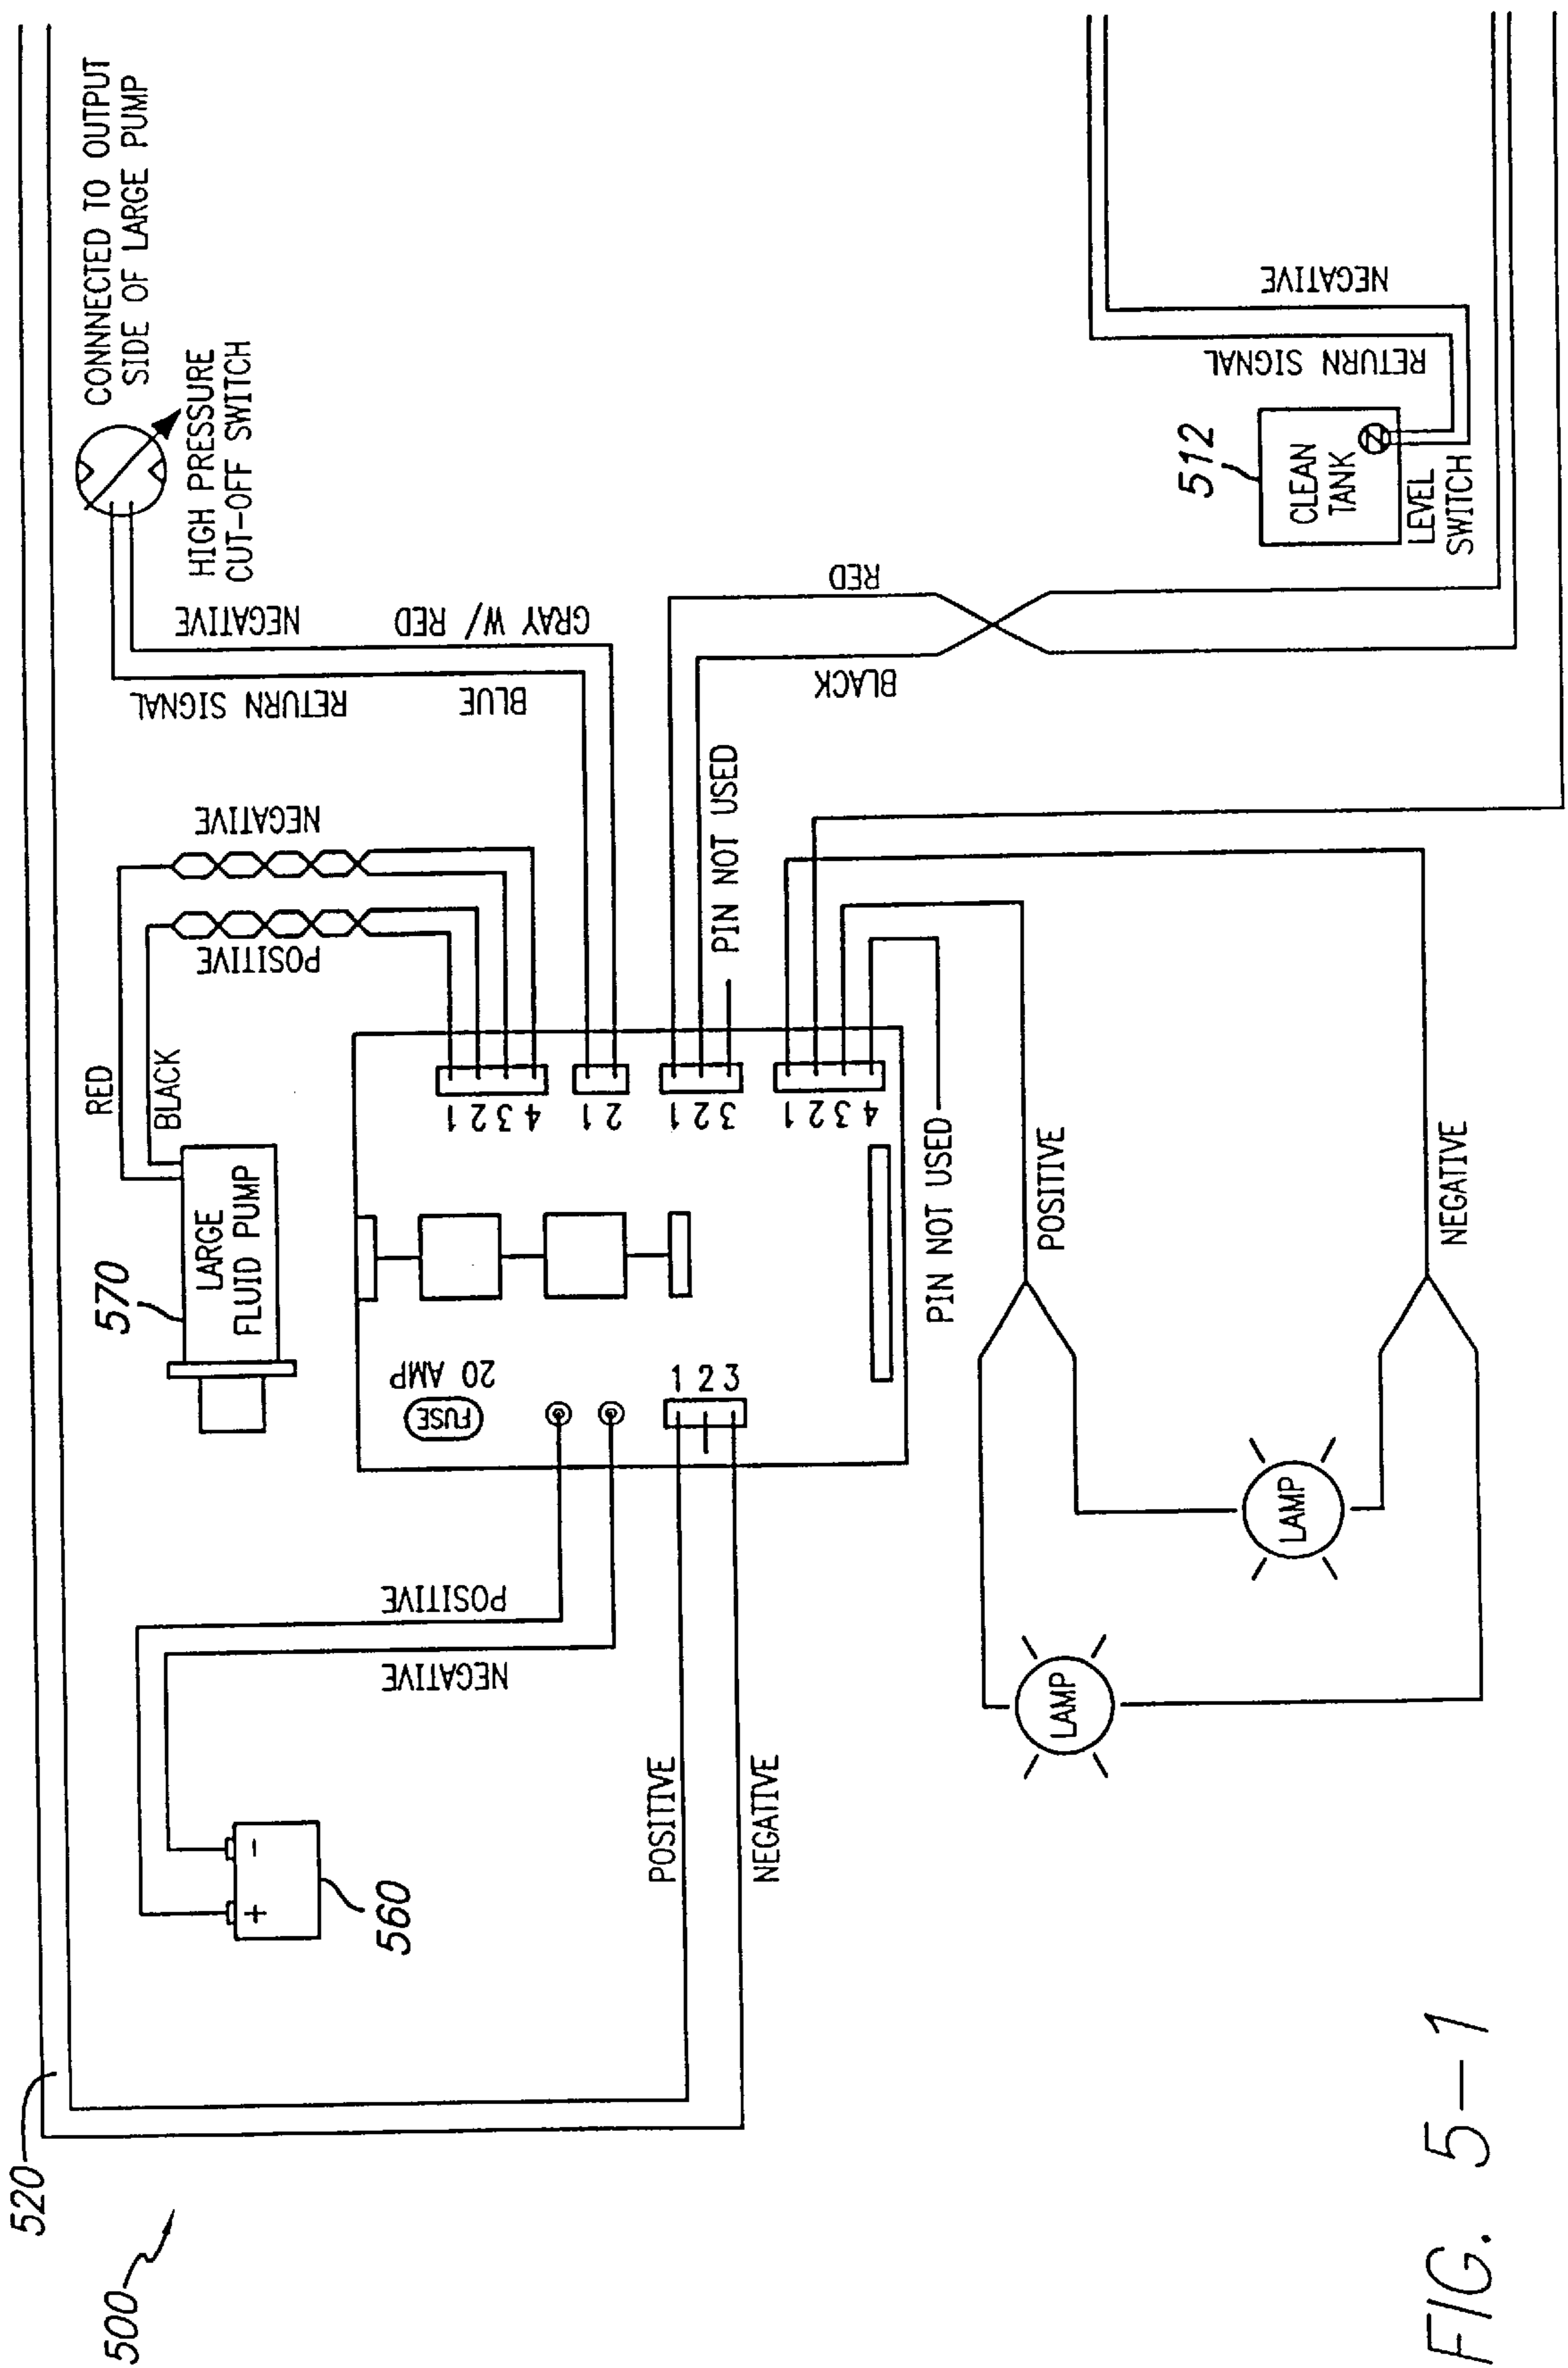 520
500
CONNNECTED TO OUTPUT
SIDE OF LARGE PUMP
HIGH PRESSURE
CUT-OFF SWITCH
NEGATIVE
GRAY W/ RED
RETURN SIGNAL
BLUE
RED
BLACK
NEGATIVE
POSITIVE
570
LARGE
FLUID PUMP
20 AMP
FUSE
1 2 3 4
1 2
1 2 3
1 2 3 4
1 2 3
PIN NOT USED
PIN NOT USED
POSITIVE
NEGATIVE
+
-
560
POSITIVE
NEGATIVE
RED
BLACK
NEGATIVE
RETURN SIGNAL
512
CLEAN
TANK
LEVEL
SWITCH
POSITIVE
NEGATIVE
LAMP
LAMP
FIG. 5-1